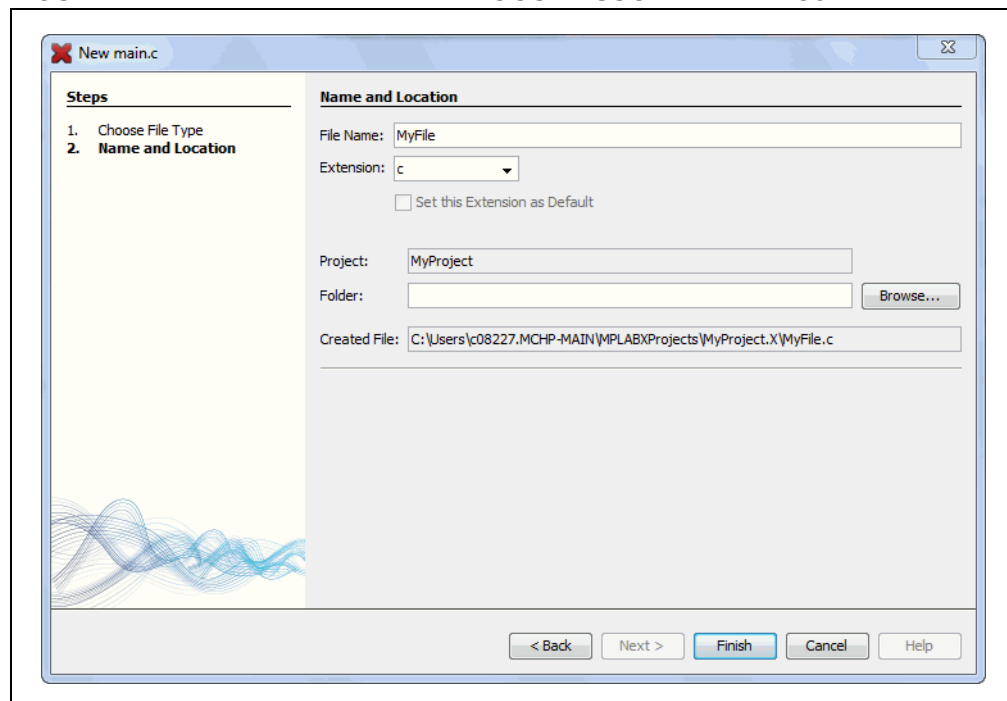 New main.c
Steps
1. Choose File Type
2. Name and Location
Name and Location
File Name: MyFile
Extension: c
Set this Extension as Default
Project: MyProject
Folder:
Browse...
Created File: C:\Users\c08227.MCHP-MAIN\MPLABXProjects\MyProject.X\MyFile.c
< Back Next > Finish Cancel Help